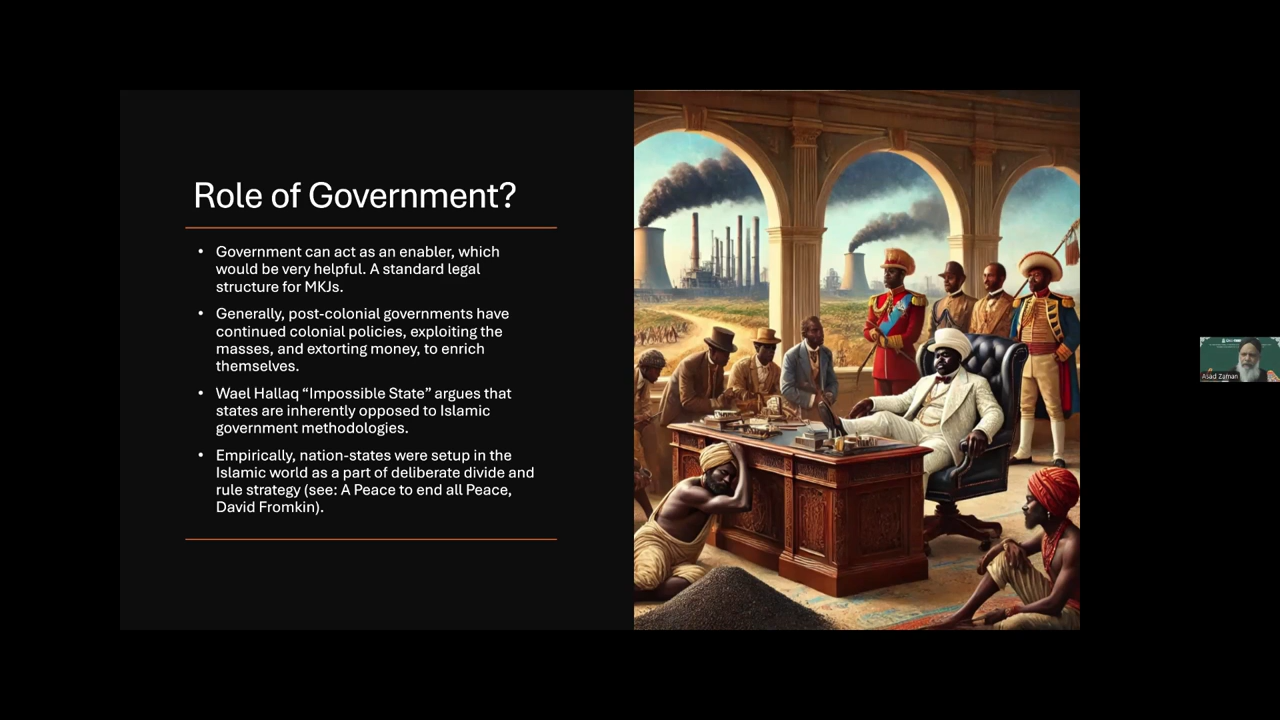 Role of Government?
• Government can act as an enabler, which
would be very helpful. A standard legal
structure for MKJs.
• Generally, post-colonial governments have
continued colonial policies, exploiting the
masses, and extorting money, to enrich
themselves.
• Wael Hallaq “Impossible State” argues that
states are inherently opposed to Islamic
government methodologies.
• Empirically, nation-states were setup in the
Islamic world as a part of deliberate divide and
rule strategy (see: A Peace to end all Peace,
David Fromkin).
Asad Zaman